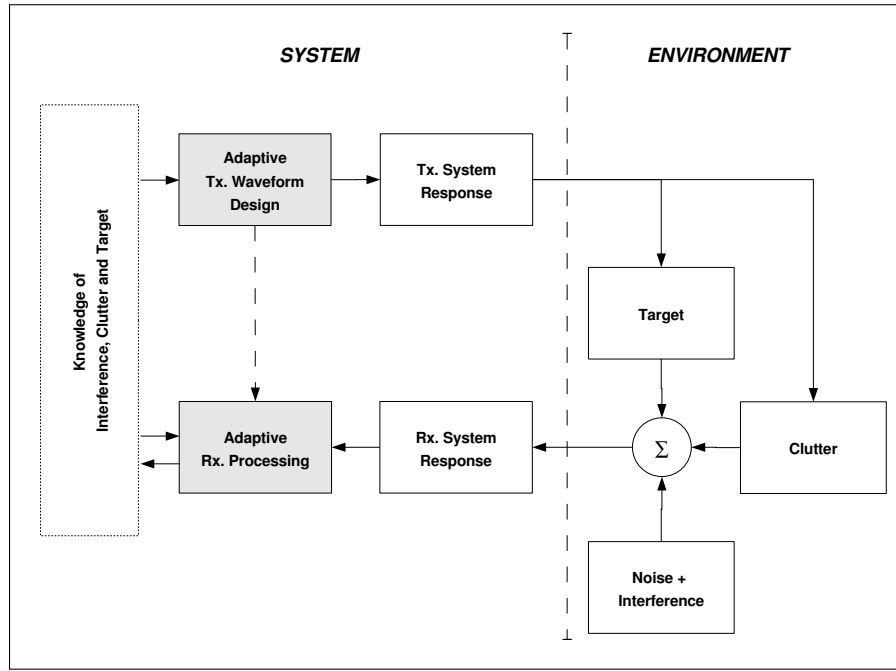 SYSTEM
ENVIRONMENT
Knowledge of
Interference, Clutter and Target
Adaptive
Tx. Waveform
Design
Tx. System
Response
Target
Adaptive
Rx. Processing
Rx. System
Response
Σ
Clutter
Noise +
Interference